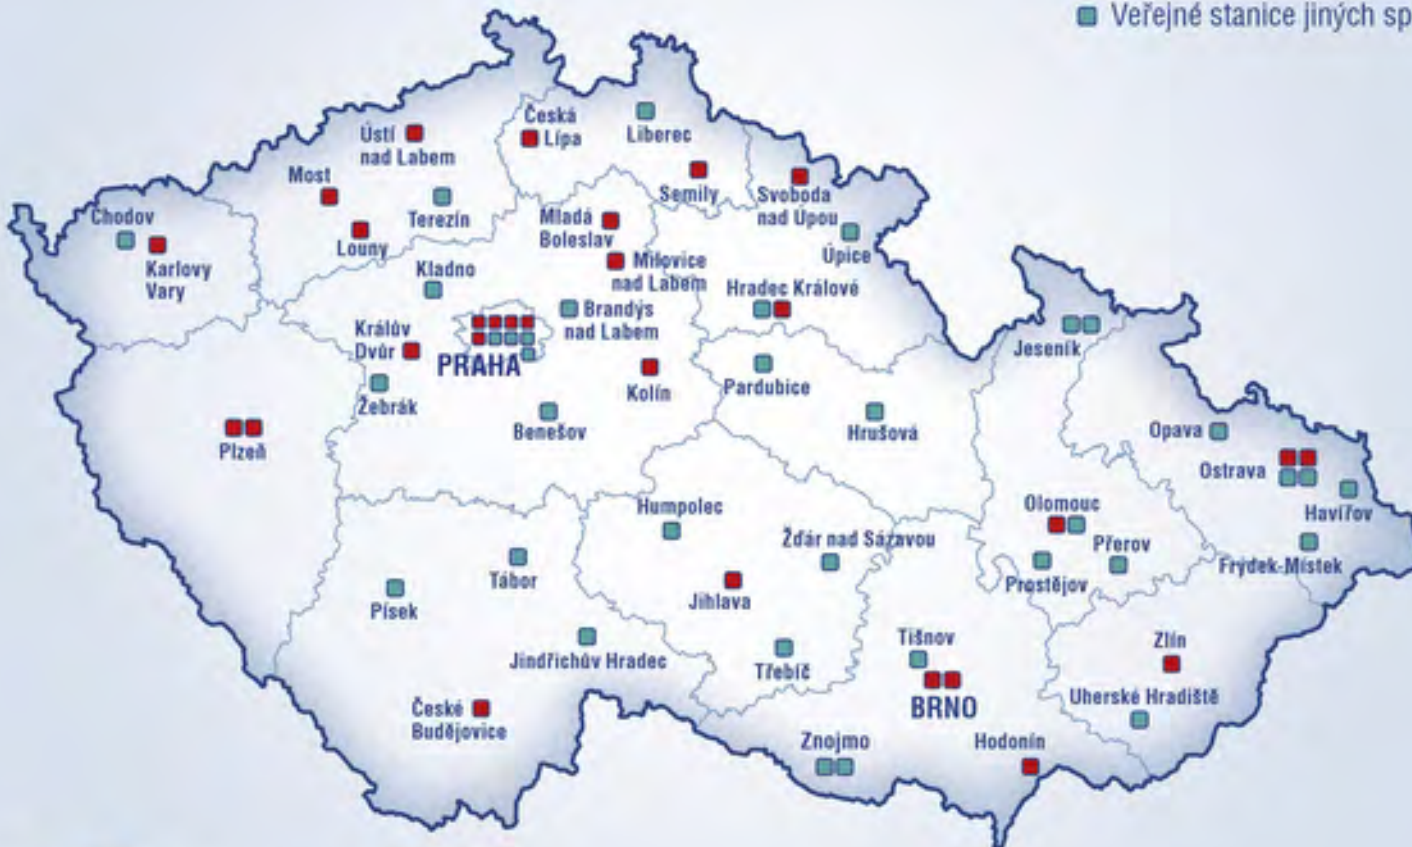 Veřejné stanice jiných
Ústí
nad Labem
Česká
Lípa
Liberec
Most
Semily
Svoboda
nad Úpou
Chodov
Terezín
Mladá
Boleslav
Úpice
Karlovy
Vary
Louny
Kladno
Milovice
nad Labem
Hradec Králové
Brandýs
nad Labem
Králův
Dvůr
PRAHA
Jeseník
Žebrák
Kolín
Pardubice
Benešov
Hrušová
Opava
Plzeň
Ostrava
Humpolec
Olomouc
Havířov
Žďár nad Sázavou
Přerov
Frýdek-Místek
Tábor
Prostějov
Písek
Jihlava
Tišnov
Zlín
Jindřichův Hradec
Třebíč
Uherské Hradiště
České
Budějovice
BRNO
Znojmo
Hodonín